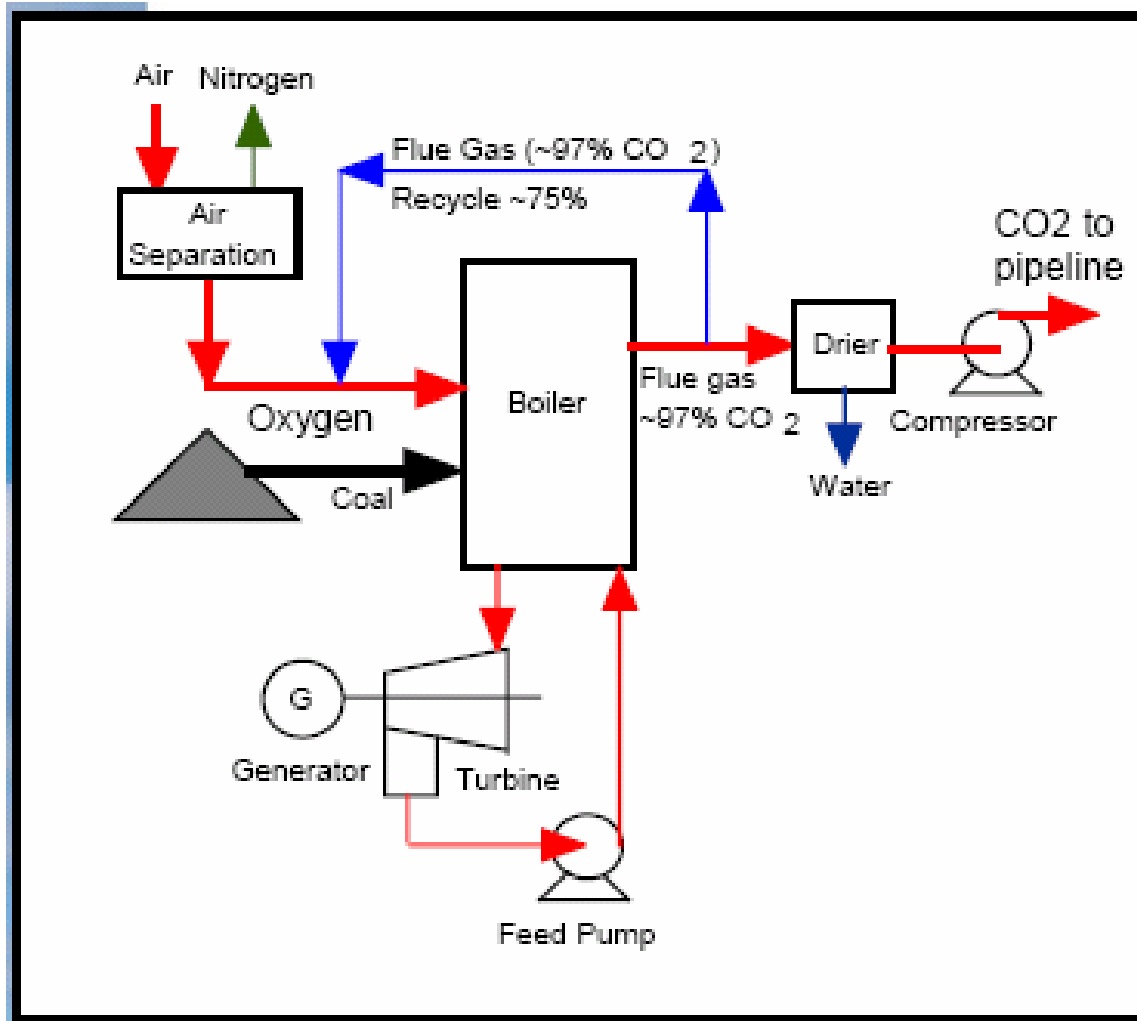 Air
Nitrogen
Flue Gas (~97% CO 2)
Recycle ~75%
Air
Separation
CO2 to
pipeline
Drier
Boiler
Flue gas
~97% CO 2
Oxygen
Compressor
Coal
Water
G
Generator
Turbine
Feed Pump